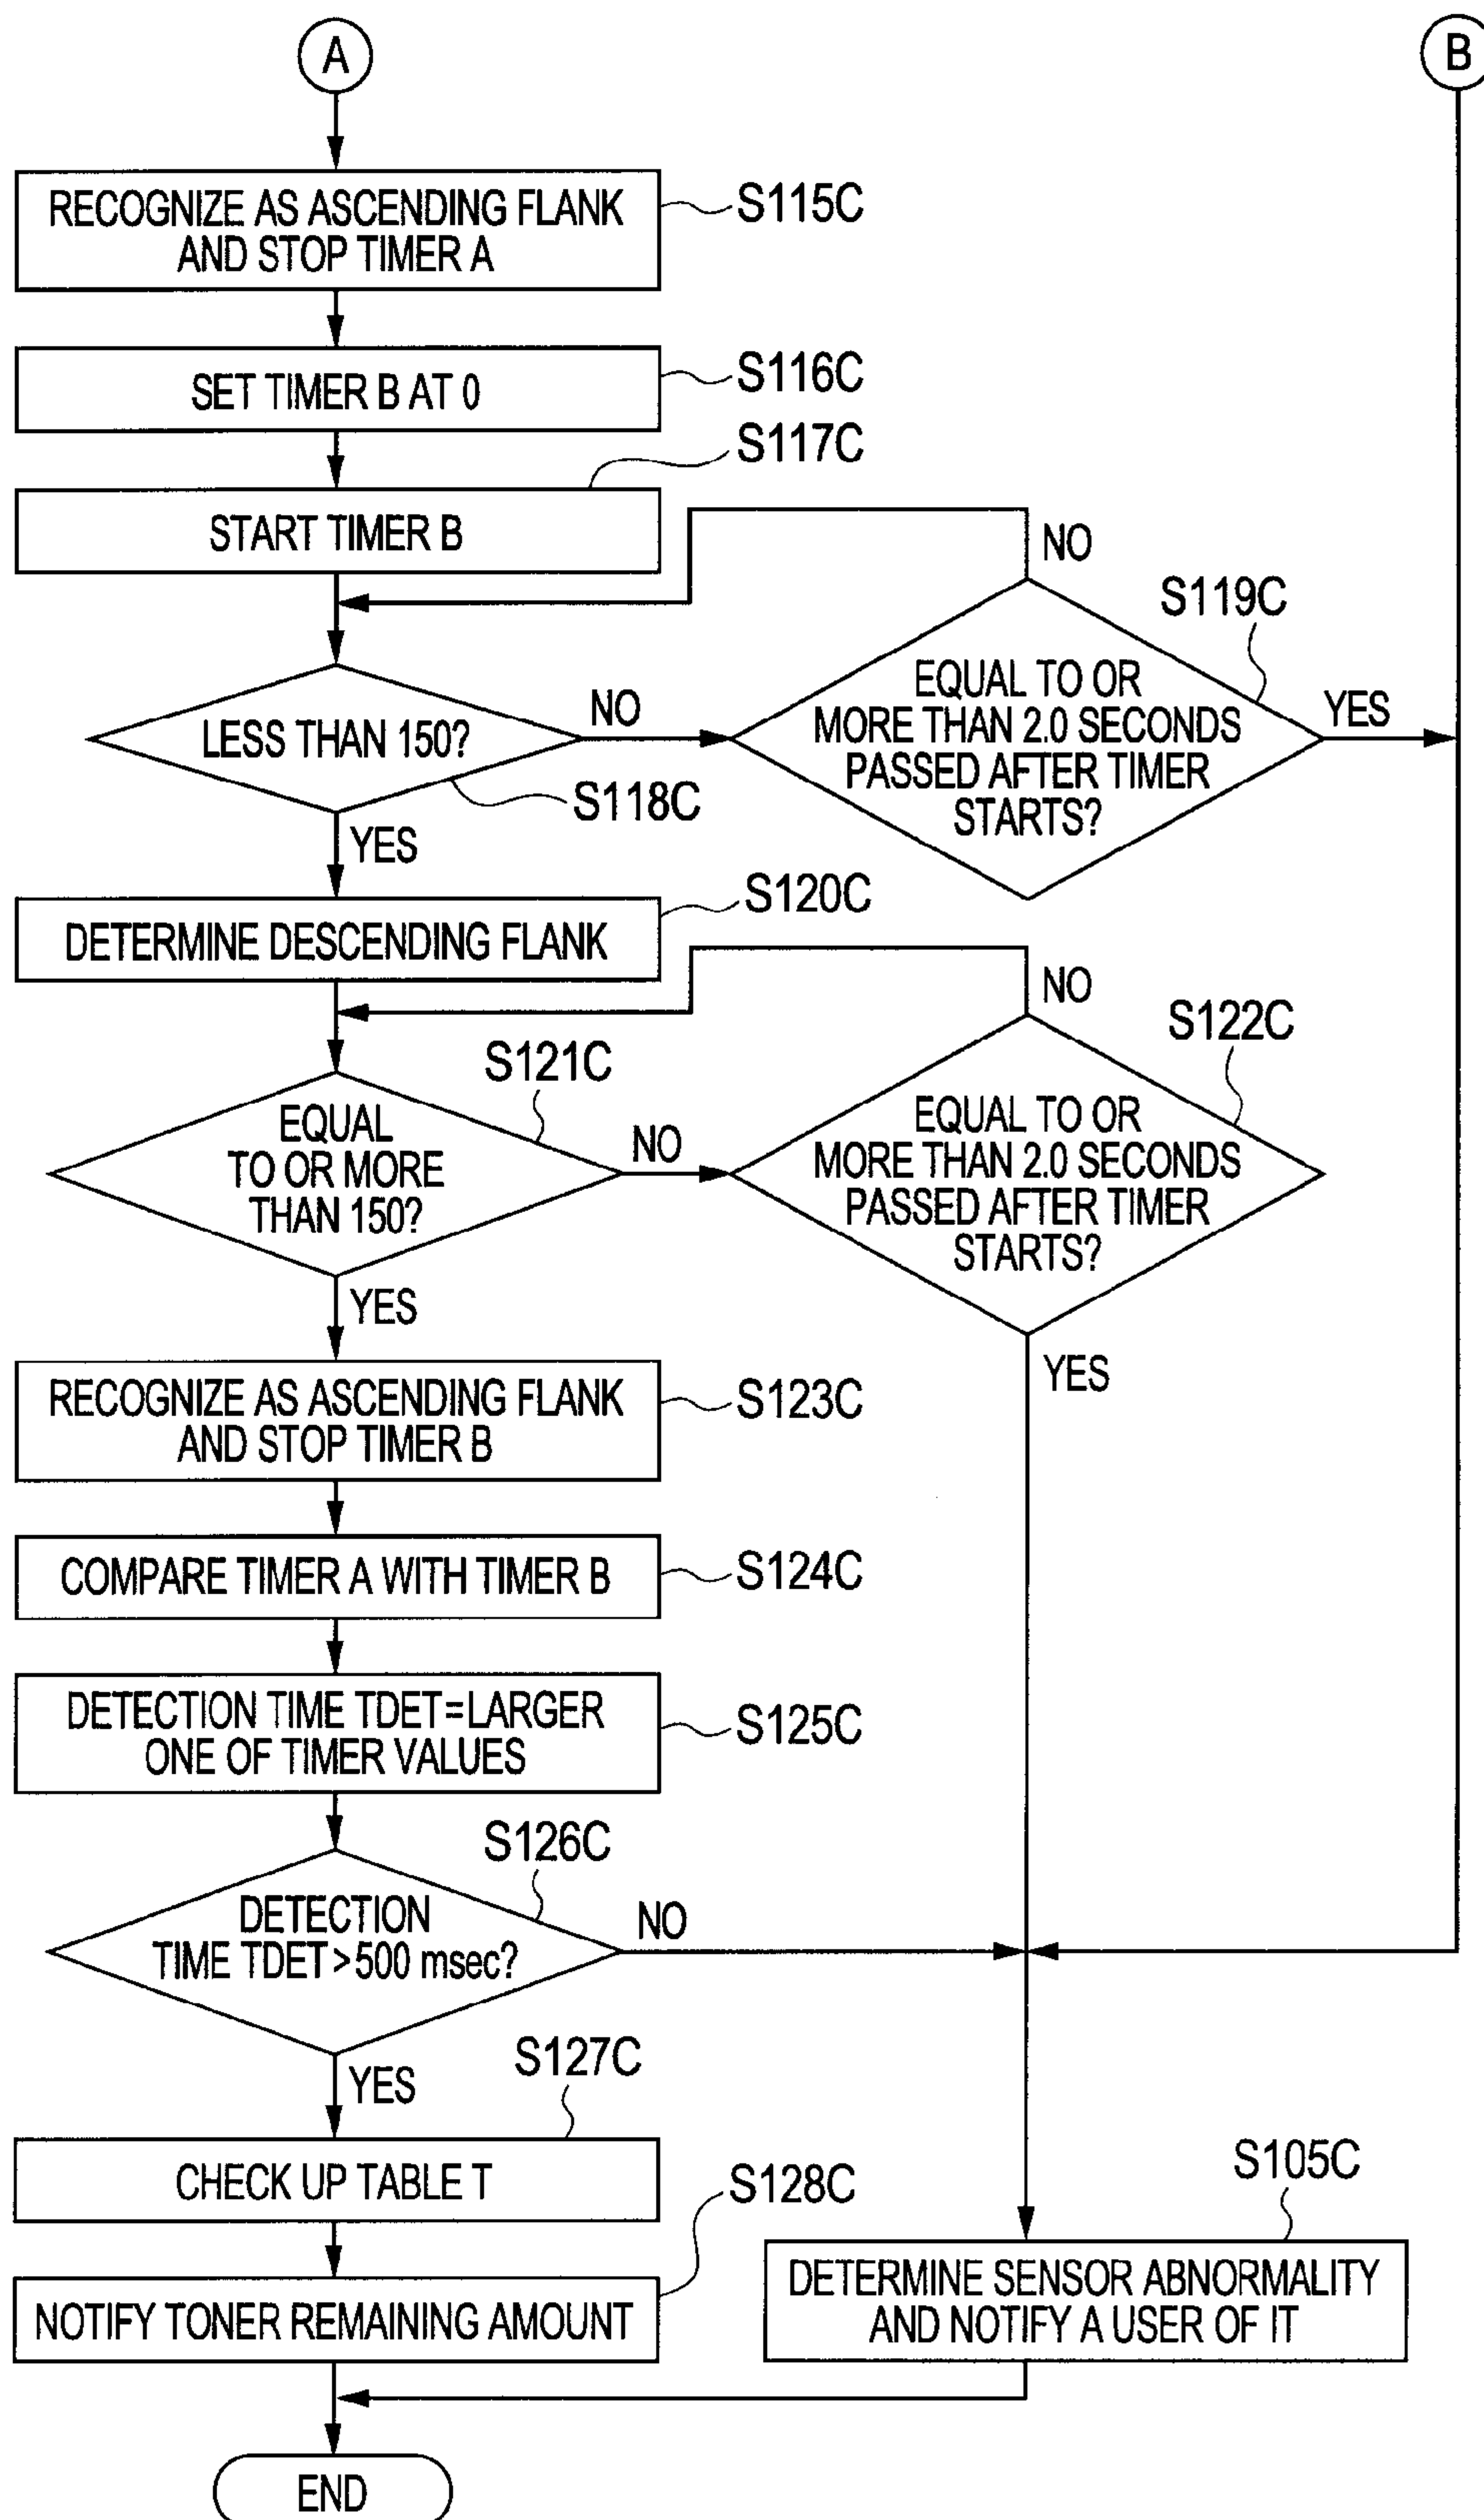 A
B
RECOGNIZE AS ASCENDING FLANK
AND STOP TIMER A
S115C
SET TIMER B AT 0
S116C
S117C
START TIMER B
NO
S119C
LESS THAN 150?
NO
EQUAL TO OR
MORE THAN 2.0 SECONDS
PASSED AFTER TIMER
STARTS?
YES
S118C
YES
S120C
DETERMINE DESCENDING FLANK
NO
S122C
S121C
EQUAL
TO OR MORE
THAN 150?
NO
EQUAL TO OR
MORE THAN 2.0 SECONDS
PASSED AFTER TIMER
STARTS?
YES
YES
RECOGNIZE AS ASCENDING FLANK
AND STOP TIMER B
S123C
COMPARE TIMER A WITH TIMER B
S124C
DETECTION TIME TDET=LARGER
ONE OF TIMER VALUES
S125C
S126C
DETECTION
TIME TDET > 500 msec?
NO
YES
S127C
CHECK UP TABLE T
S128C
S105C
NOTIFY TONER REMAINING AMOUNT
DETERMINE SENSOR ABNORMALITY
AND NOTIFY A USER OF IT
END